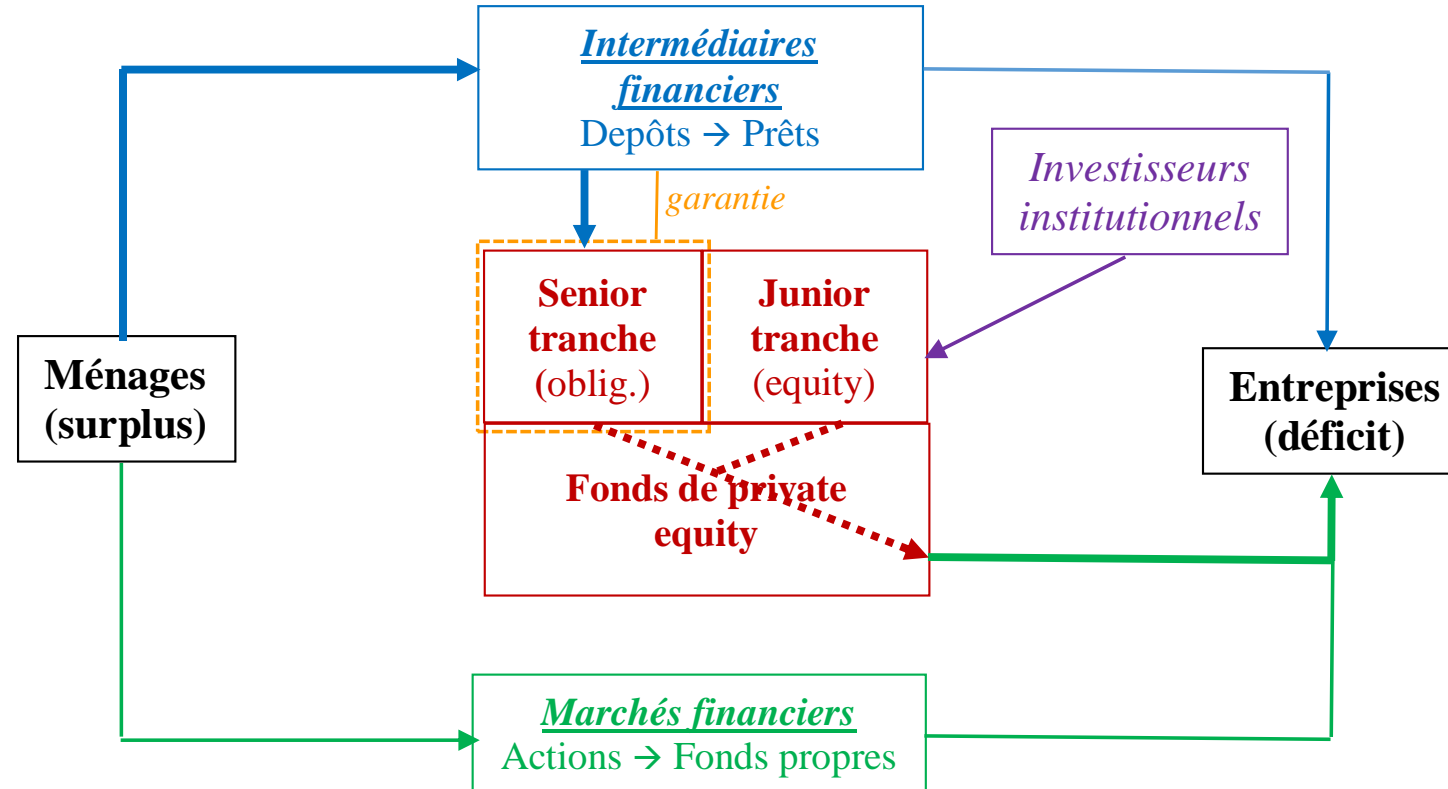 Intermédiaires
financiers
Depôts → Prêts
garantie
Investisseurs
institutionnels
Senior
tranche
(oblig.)
Junior
tranche
(equity)
Ménages
(surplus)
Entreprises
(déficit)
Fonds de private
equity
Marchés financiers
Actions → Fonds propres